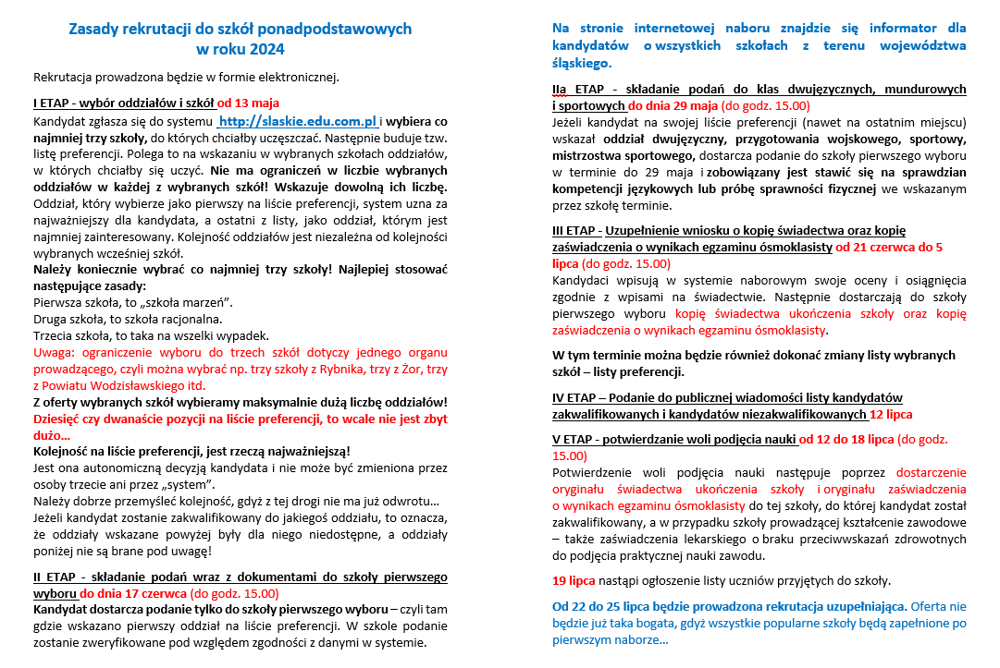 Zasady rekrutacji do szkół ponadpodstawowych
w roku 2024
Rekrutacja prowadzona będzie w formie elektronicznej.
I ETAP - wybór oddziałów i szkół od 13 maja
Kandydat zgłasza się do systemu http://slaskie.edu.com.pl i wybiera co
najmniej trzy szkoły, do których chciałby uczęszczać. Następnie buduje tzw.
listę preferencji. Polega to na wskazaniu w wybranych szkołach oddziałów,
w których chciałby się uczyć. Nie ma ograniczeń w liczbie wybranych
oddziałów w każdej z wybranych szkół! Wskazuje dowolną ich liczbę.
Oddział, który wybierze jako pierwszy na liście preferencji, system uzna za
najważniejszy dla kandydata, a ostatni z listy, jako oddział, którym jest
najmniej zainteresowany. Kolejność oddziałów jest niezależna od kolejności
wybranych wcześniej szkół.
Należy koniecznie wybrać co najmniej trzy szkoły! Najlepiej stosować
następujące zasady:
Pierwsza szkoła, to „szkoła marzeń”.
Druga szkoła, to szkoła racjonalna.
Trzecia szkoła, to taka na wszelki wypadek.
Uwaga: ograniczenie wyboru do trzech szkół dotyczy jednego organu
prowadzącego, czyli można wybrać np. trzy szkoły z Rybnika, trzy z Żor, trzy
z Powiatu Wodzisławskiego itd.
Z oferty wybranych szkół wybieramy maksymalnie dużą liczbę oddziałów!
Dziesięć czy dwanaście pozycji na liście preferencji, to wcale nie jest zbyt
dużo…
Kolejność na liście preferencji, jest rzeczą najważniejszą!
Jest ona autonomiczną decyzją kandydata i nie może być zmieniona przez
osoby trzecie ani przez „system”.
Należy dobrze przemyśleć kolejność, gdyż z tej drogi nie ma już odwrotu…
Jeżeli kandydat zostanie zakwalifikowany do jakiegoś oddziału, to oznacza,
że oddziały wskazane powyżej były dla niego niedostępne, a oddziały
poniżej nie są brane pod uwagę!
II ETAP - składanie podań wraz z dokumentami do szkoły pierwszego
wyboru do dnia 17 czerwca (do godz. 15.00)
Kandydat dostarcza podanie tylko do szkoły pierwszego wyboru – czyli tam
gdzie wskazano pierwszy oddział na liście preferencji. W szkole podanie
zostanie zweryfikowane pod względem zgodności z danymi w systemie.
Na stronie internetowej naboru znajdzie się informator dla
kandydatów o wszystkich szkołach z terenu województwa
śląskiego.
IIa ETAP - składanie podań do klas dwujęzycznych, mundurowych
i sportowych do dnia 29 maja (do godz. 15.00)
Jeżeli kandydat na swojej liście preferencji (nawet na ostatnim miejscu)
wskazał oddział dwujęzyczny, przygotowania wojskowego, sportowy,
mistrzostwa sportowego, dostarcza podanie do szkoły pierwszego wyboru
w terminie do 29 maja i zobowiązany jest stawić się na sprawdzian
kompetencji językowych lub próbę sprawności fizycznej we wskazanym
przez szkołę terminie.
III ETAP - Uzupełnienie wniosku o kopię świadectwa oraz kopię
zaświadczenia o wynikach egzaminu ósmoklasisty od 21 czerwca do 5
lipca (do godz. 15.00)
Kandydaci wpisują w systemie naborowym swoje oceny i osiągnięcia
zgodnie z wpisami na świadectwie. Następnie dostarczają do szkoły
pierwszego wyboru kopię świadectwa ukończenia szkoły oraz kopię
zaświadczenia o wynikach egzaminu ósmoklasisty.
W tym terminie można będzie również dokonać zmiany listy wybranych
szkół – listy preferencji.
IV ETAP – Podanie do publicznej wiadomości listy kandydatów
zakwalifikowanych i kandydatów niezakwalifikowanych 12 lipca
V ETAP - potwierdzanie woli podjęcia nauki od 12 do 18 lipca (do godz.
15.00)
Potwierdzenie woli podjęcia nauki następuje poprzez dostarczenie
oryginału świadectwa ukończenia szkoły i oryginału zaświadczenia
o wynikach egzaminu ósmoklasisty do tej szkoły, do której kandydat został
zakwalifikowany, a w przypadku szkoły prowadzącej kształcenie zawodowe
– także zaświadczenia lekarskiego o braku przeciwwskazań zdrowotnych
do podjęcia praktycznej nauki zawodu.
19 lipca nastąpi ogłoszenie listy uczniów przyjętych do szkoły.
Od 22 do 25 lipca będzie prowadzona rekrutacja uzupełniająca. Oferta nie
będzie już taka bogata, gdyż wszystkie popularne szkoły będą zapełnione po
pierwszym naborze…